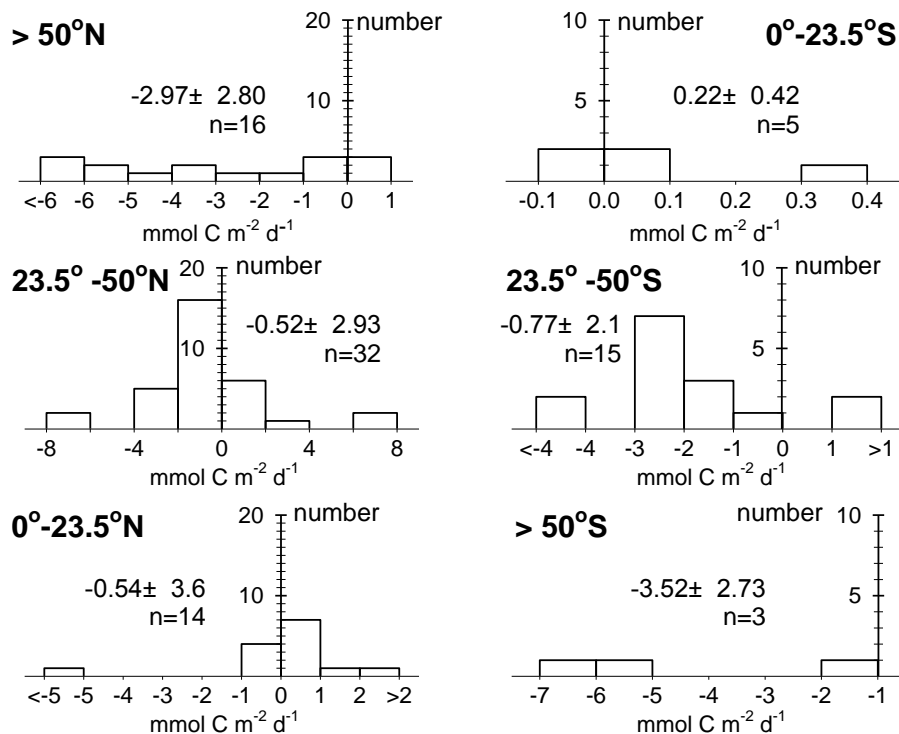 > 50°N
number
20
10
-2.97± 2.80
n=16
<-6 -6 -5 -4 -3 -2 -1 0 1
mmol C m⁻² d⁻¹
number
0°-23.5°S
10
5
0.22± 0.42
n=5
-0.1 0.0 0.1 0.2 0.3 0.4
mmol C m⁻² d⁻¹
23.5° -50°N
number
20
10
-0.52± 2.93
n=32
-8 -4 0 4 8
mmol C m⁻² d⁻¹
23.5° -50°S
number
10
5
-0.77± 2.1
n=15
<-4 -4 -3 -2 -1 0 1 >1
mmol C m⁻² d⁻¹
0°-23.5°N
number
20
10
-0.54± 3.6
n=14
<-5 -5 -4 -3 -2 -1 0 1 2 >2
mmol C m⁻² d⁻¹
> 50°S
number
10
5
-3.52± 2.73
n=3
-7 -6 -5 -4 -3 -2 -1
mmol C m⁻² d⁻¹